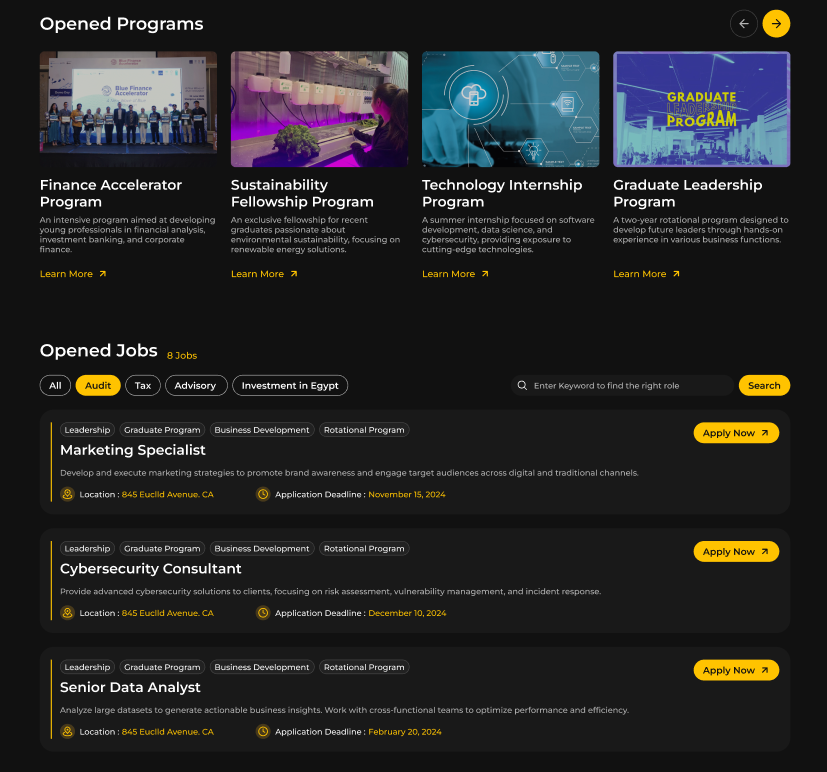 Opened Programs
Blue Finance
Accelerator
GRADUATE
LEADERSHIP
PROGRAM
Finance Accelerator
Program
An intensive program aimed at developing
young professionals in financial analysis,
investment banking, and corporate
finance.
Learn More
Sustainability
Fellowship Program
An exclusive fellowship for recent
graduates passionate about
environmental sustainability, focusing on
renewable energy solutions.
Learn More
Technology Internship
Program
A summer internship focused on software
development, data science, and
cybersecurity, providing exposure to
cutting-edge technologies.
Learn More
Graduate Leadership
Program
A two-year rotational program designed to
develop future leaders through hands-on
experience in various business functions.
Learn More
Opened Jobs 8 Jobs
All Audit Tax Advisory Investment in Egypt Enter Keyword to find the right role Search
Leadership Graduate Program Business Development Rotational Program
Apply Now
Marketing Specialist
Develop and execute marketing strategies to promote brand awareness and engage target audiences across digital and traditional channels.
Location : 845 Euclld Avenue. CA Application Deadline : November 15, 2024
Leadership Graduate Program Business Development Rotational Program
Apply Now
Cybersecurity Consultant
Provide advanced cybersecurity solutions to clients, focusing on risk assessment, vulnerability management, and incident response.
Location : 845 Euclld Avenue. CA Application Deadline : December 10, 2024
Leadership Graduate Program Business Development Rotational Program
Apply Now
Senior Data Analyst
Analyze large datasets to generate actionable business insights. Work with cross-functional teams to optimize performance and efficiency.
Location : 845 Euclld Avenue. CA Application Deadline : February 20, 2024